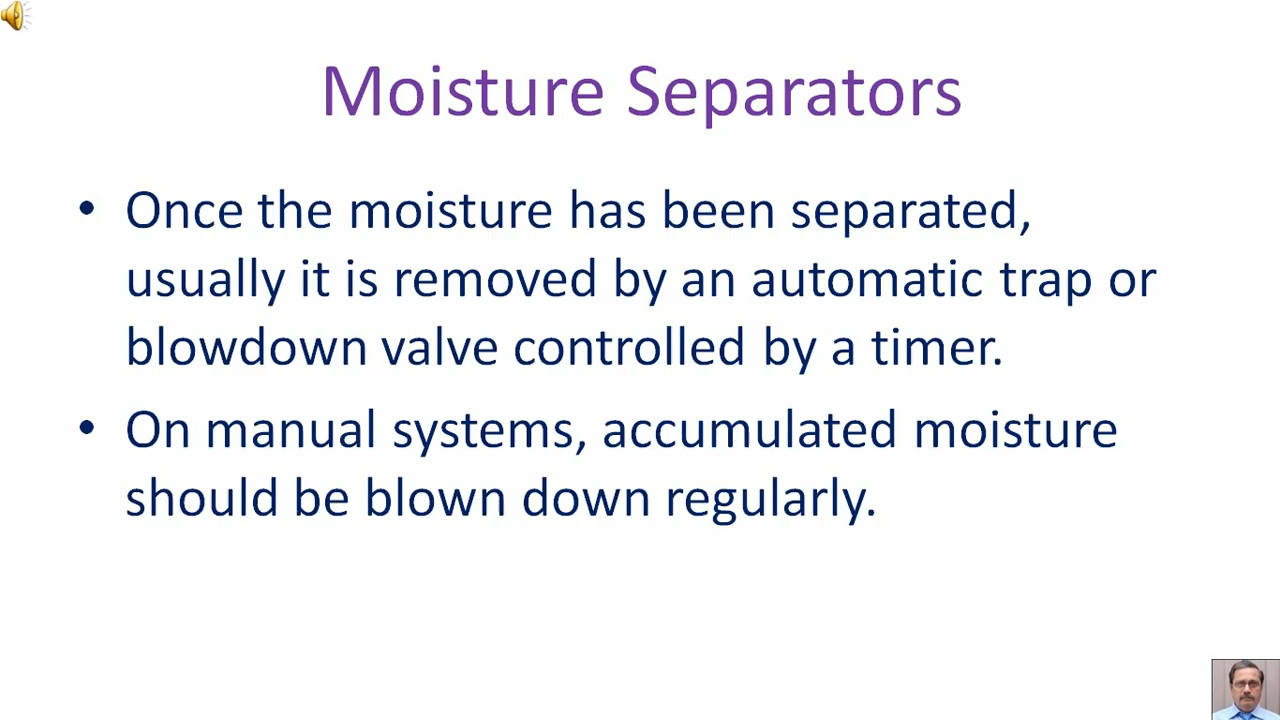 Moisture Separators
• Once the moisture has been separated,
usually it is removed by an automatic trap or
blowdown valve controlled by a timer.
• On manual systems, accumulated moisture
should be blown down regularly.